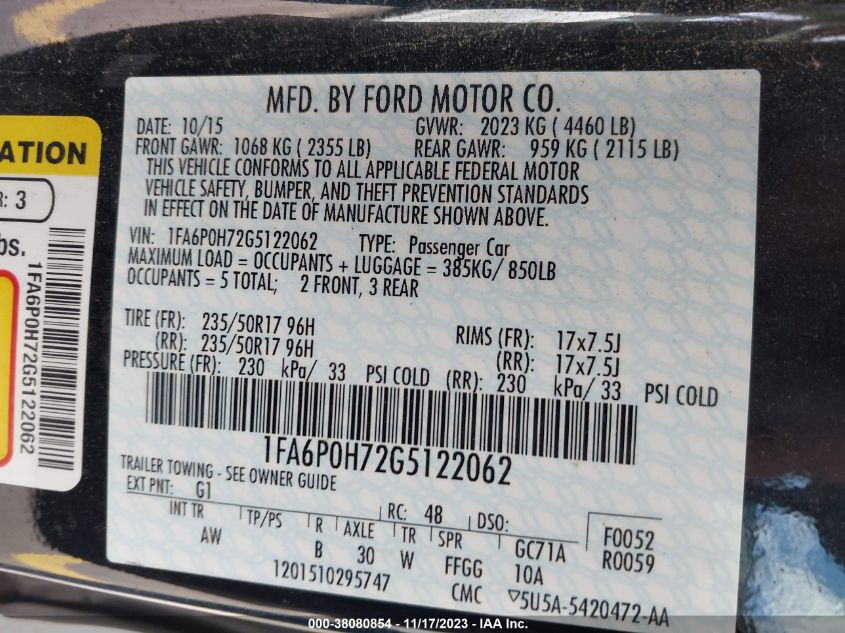 MFD. BY FORD MOTOR CO.
DATE: 10/15 GVWR: 2023 KG ( 4460 LB)
FRONT GAWR: 1068 KG ( 2355 LB) REAR GAWR: 959 KG ( 2115 LB)
THIS VEHICLE CONFORMS TO ALL APPLICABLE FEDERAL MOTOR
VEHICLE SAFETY, BUMPER, AND THEFT PREVENTION STANDARDS
IN EFFECT ON THE DATE OF MANUFACTURE SHOWN ABOVE.
VIN: 1FA6P0H72G5122062 TYPE: Passenger Car
MAXIMUM LOAD = OCCUPANTS + LUGGAGE = 385KG/ 850LB
OCCUPANTS = 5 TOTAL; 2 FRONT, 3 REAR
TIRE (FR): 235/50R17 96H RIMS (FR): 17x7.5J
(RR): 235/50R17 96H (RR): 17x7.5J
PRESSURE (FR): 230 kPa/ 33 PSI COLD (RR): 230 kPa/ 33 PSI COLD
1FA6P0H72G5122062
TRAILER TOWING - SEE OWNER GUIDE
EXT PNT: G1 RC: 48 DSO: F0052
INT TR TP/PS R AXLE TR SPR GC71A R0059
AW B 30 W FFGG 10A
1201510295747 CMC ▽5U5A-5420472-AA
ATION
R: 3
bs.
1FA6P0H72G5122062
000-38080854 - 11/17/2023 - IAA Inc.